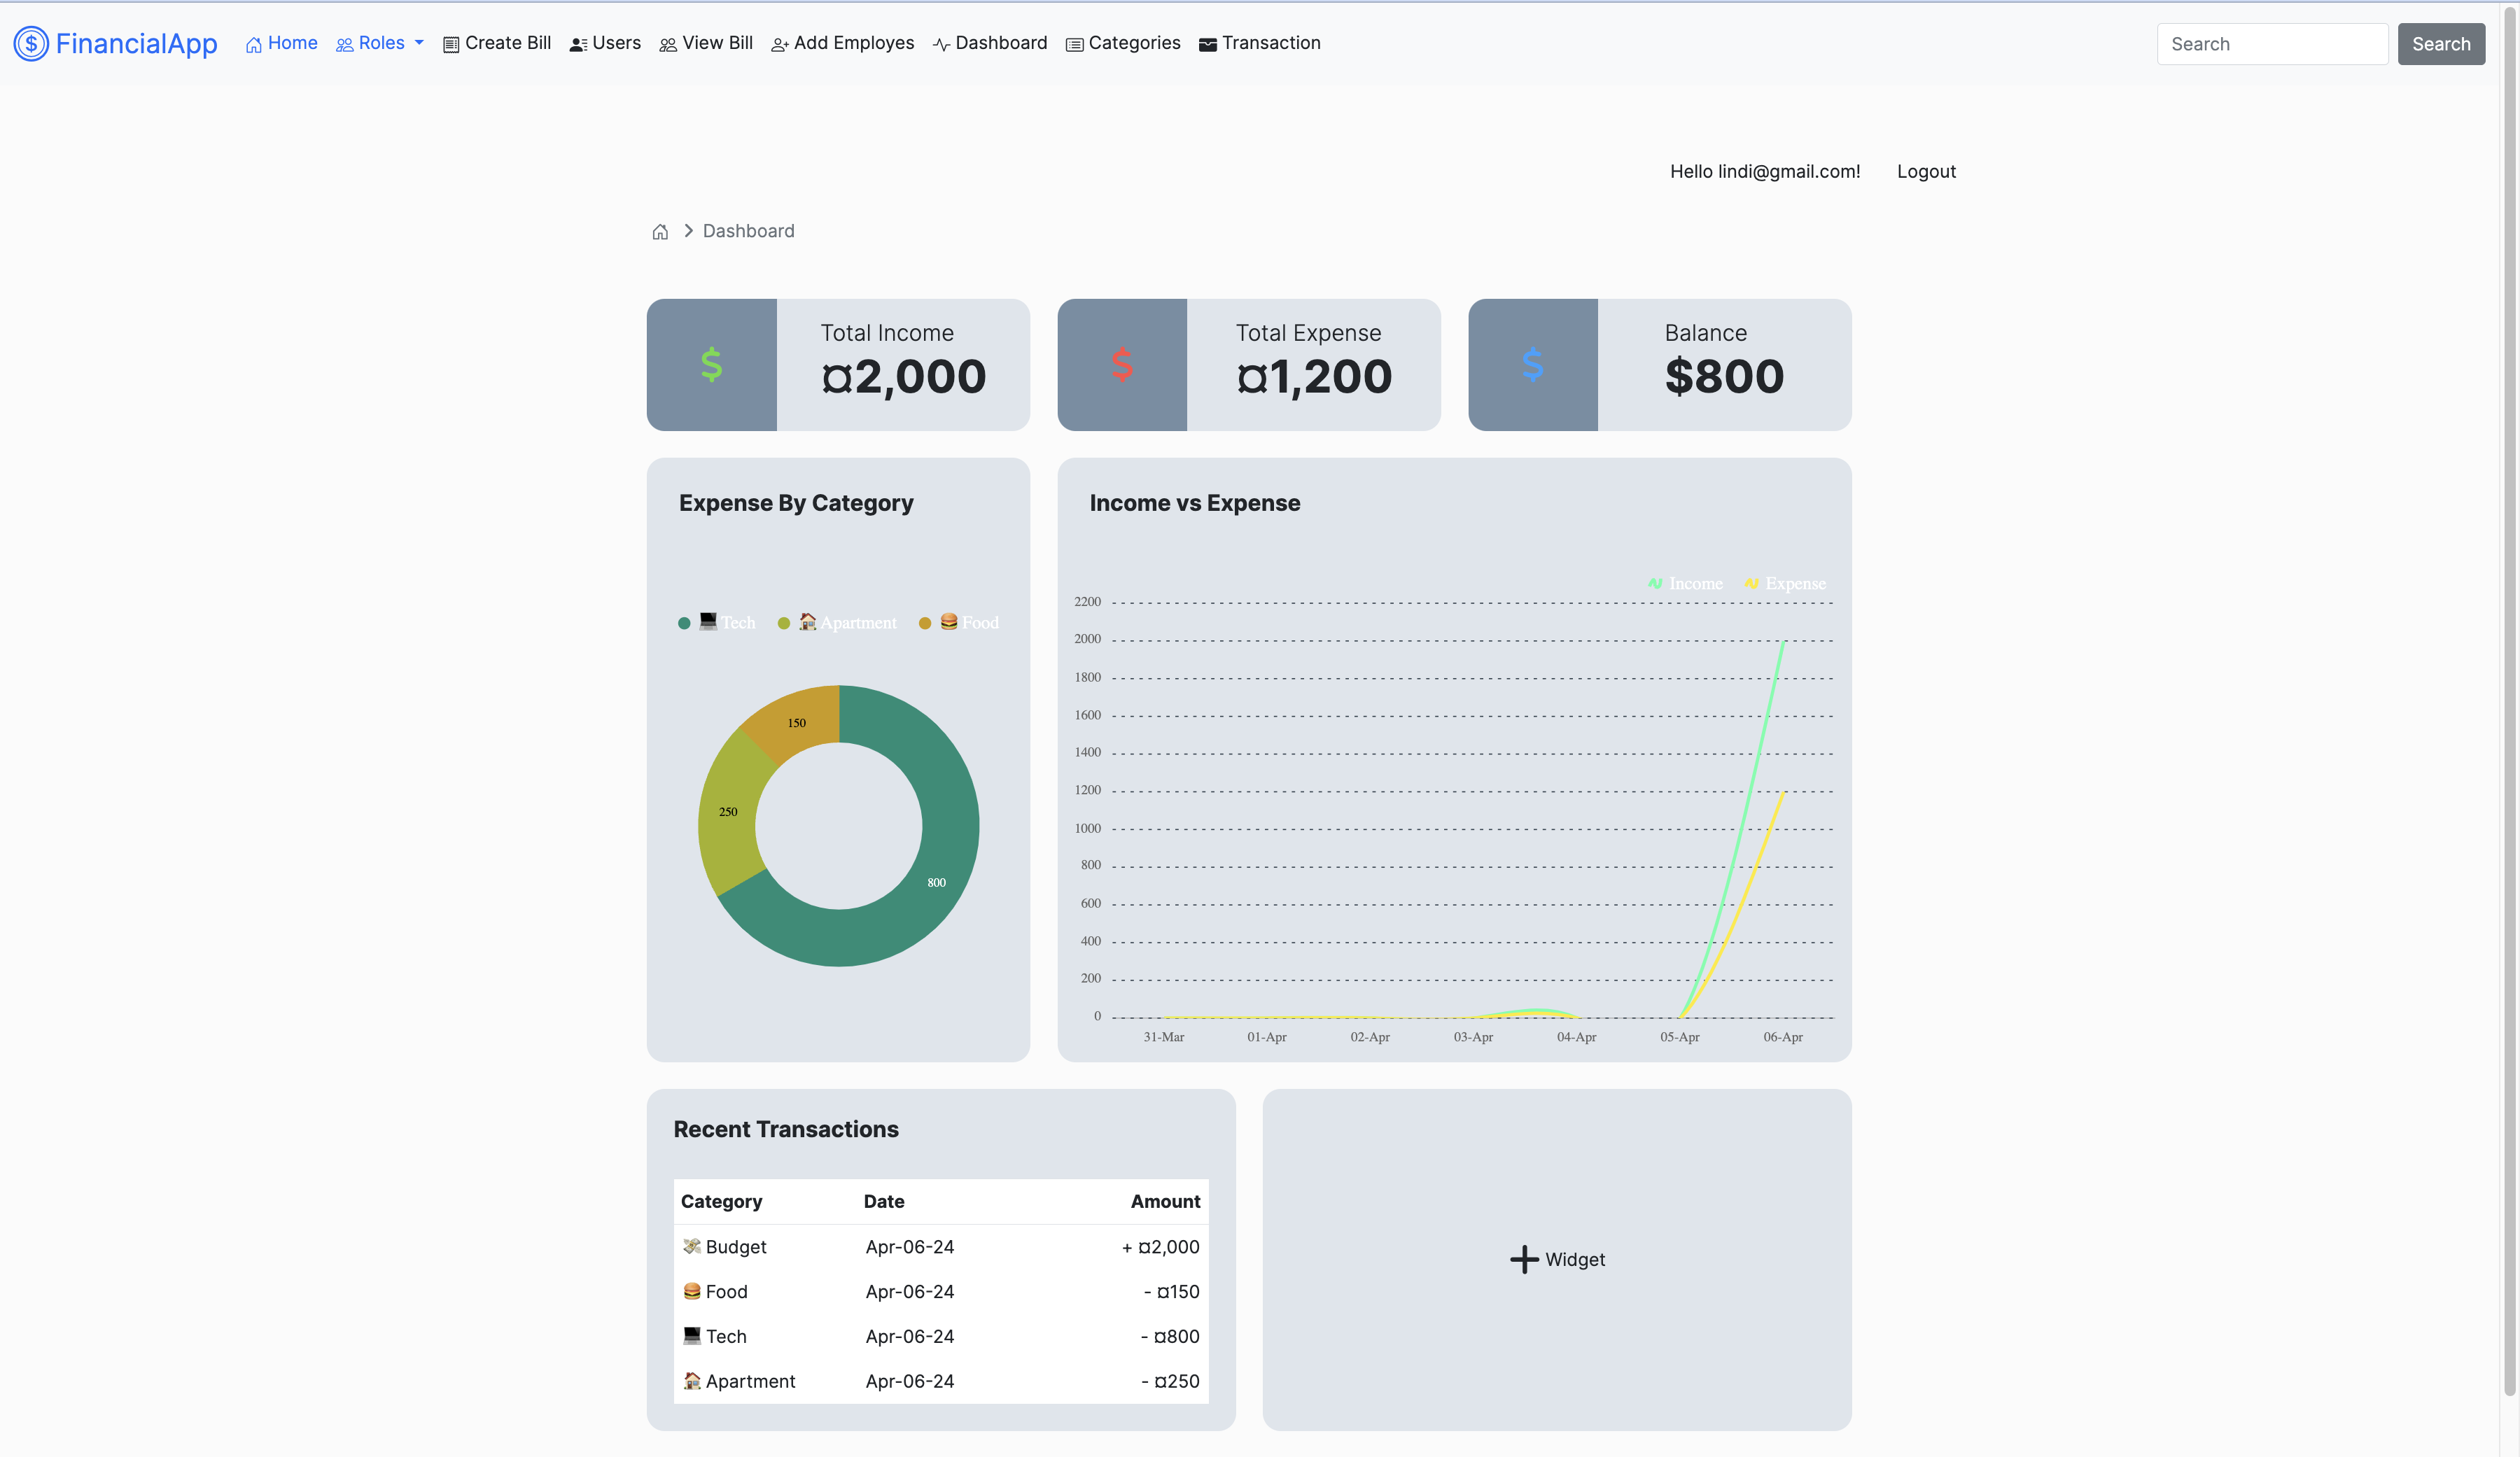 FinancialApp Home Roles Create Bill Users View Bill Add Employes Dashboard Categories Transaction Search Search
Hello lindi@gmail.com! Logout
Dashboard
Total Income
¤2,000
Total Expense
¤1,200
Balance
$800
Expense By Category
Tech Apartment Food
150
250
800
Income vs Expense
Income Expense
2200
2000
1800
1600
1400
1200
1000
800
600
400
200
0
31-Mar 01-Apr 02-Apr 03-Apr 04-Apr 05-Apr 06-Apr
Recent Transactions
Category Date Amount
Budget Apr-06-24 + ¤2,000
Food Apr-06-24 - ¤150
Tech Apr-06-24 - ¤800
Apartment Apr-06-24 - ¤250
Widget